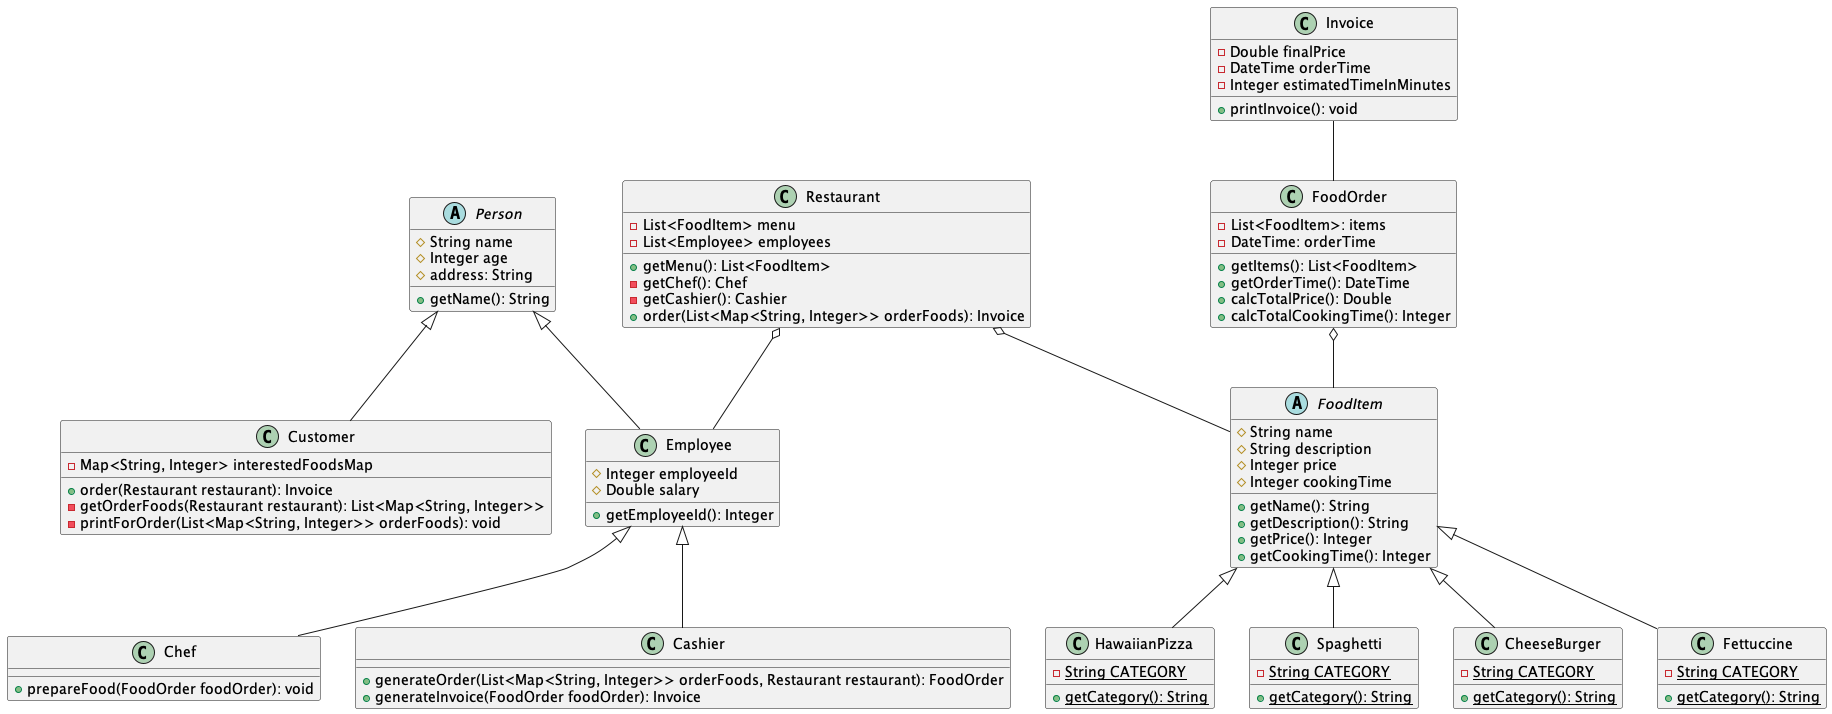 C Invoice
Double finalPrice
DateTime orderTime
Integer estimatedTimeInMinutes
printInvoice(): void
A Person
String name
Integer age
address: String
getName(): String
C Restaurant
List<FoodItem> menu
List<Employee> employees
getMenu(): List<FoodItem>
getChef(): Chef
getCashier(): Cashier
order(List<Map<String, Integer>> orderFoods): Invoice
C FoodOrder
List<FoodItem>: items
DateTime: orderTime
getItems(): List<FoodItem>
getOrderTime(): DateTime
calcTotalPrice(): Double
calcTotalCookingTime(): Integer
C Customer
Map<String, Integer> interestedFoodsMap
order(Restaurant restaurant): Invoice
getOrderFoods(Restaurant restaurant): List<Map<String, Integer>>
printForOrder(List<Map<String, Integer>> orderFoods): void
C Employee
Integer employeeId
Double salary
getEmployeeId(): Integer
A FoodItem
String name
String description
Integer price
Integer cookingTime
getName(): String
getDescription(): String
getPrice(): Integer
getCookingTime(): Integer
C Chef
prepareFood(FoodOrder foodOrder): void
C Cashier
generateOrder(List<Map<String, Integer>> orderFoods, Restaurant restaurant): FoodOrder
generateInvoice(FoodOrder foodOrder): Invoice
C HawaiianPizza
String CATEGORY
getCategory(): String
C Spaghetti
String CATEGORY
getCategory(): String
C CheeseBurger
String CATEGORY
getCategory(): String
C Fettuccine
String CATEGORY
getCategory(): String